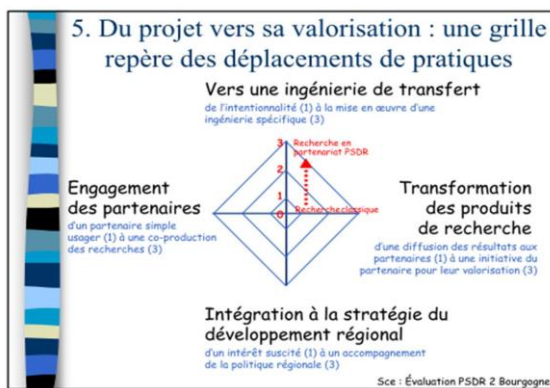 5. Du projet vers sa valorisation : une grille
repère des déplacements de pratiques
Vers une ingénierie de transfert
de l'intentionnalité (1) à la mise en œuvre d'une
ingénierie spécifique (3)
3
Recherche en
partenariat PSDR
2
1
0
Recherche classique
Engagement
des partenaires
d'un partenaire simple
usager (1) à une co-production
des recherches (3)
Transformation
des produits
de recherche
d'une diffusion des résultats aux
partenaires (1) à une initiative du
partenaire pour leur valorisation (3)
Intégration à la stratégie du
développement régional
d'un intérêt suscité (1) à un accompagnement
de la politique régionale (3)
Sce : Évaluation PSDR 2 Bourgogne